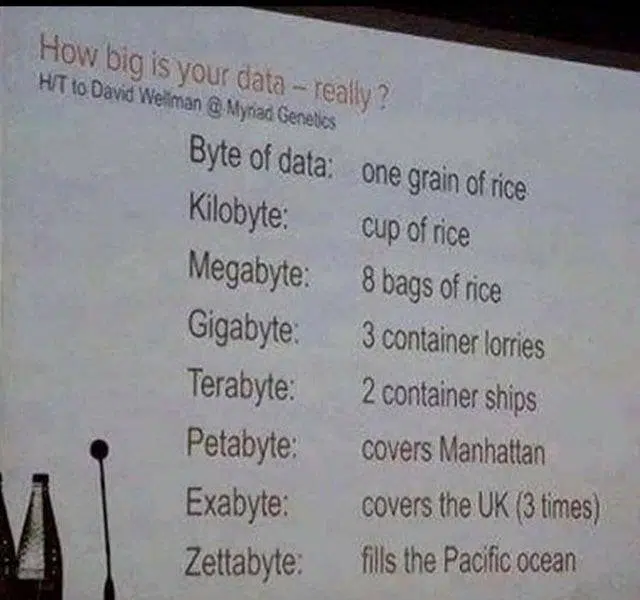 How big is your data – really ?
H/T to David Wellman @ Myriad Genetics
Byte of data: one grain of rice
Kilobyte: cup of rice
Megabyte: 8 bags of rice
Gigabyte: 3 container lorries
Terabyte: 2 container ships
Petabyte: covers Manhattan
Exabyte: covers the UK (3 times)
Zettabyte: fills the Pacific ocean